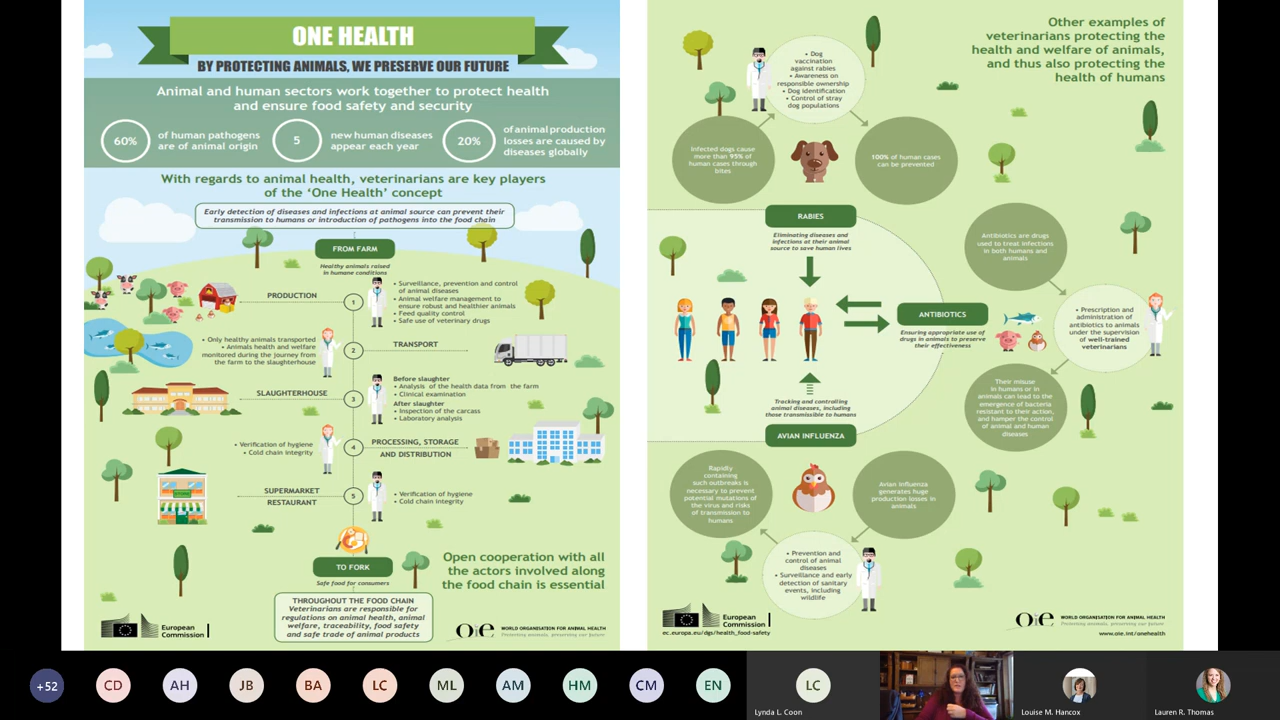 ONE HEALTH
BY PROTECTING ANIMALS, WE PRESERVE OUR FUTURE
Animal and human sectors work together to protect health
and ensure food safety and security
60%
of human pathogens
are of animal origin
5
new human diseases
appear each year
20%
of animal production
losses are caused by
diseases globally
With regards to animal health, veterinarians are key players
of the ‘One Health’ concept
Early detection of diseases and infections at animal source can prevent their
transmission to humans or introduction of pathogens into the food chain
FROM FARM
Healthy animals raised
in humane conditions
PRODUCTION
1
• Surveillance, prevention and control
of animal diseases
• Animal welfare management to
ensure robust and healthier animals
• Feed quality control
• Safe use of veterinary drugs
• Only healthy animals transported
• Animals health and welfare
monitored during the journey from
the farm to the slaughterhouse
2
TRANSPORT
SLAUGHTERHOUSE
3
Before slaughter
• Analysis of the health data from the farm
• Clinical examination
After slaughter
• Inspection of the carcass
• Laboratory analysis
• Verification of hygiene
• Cold chain integrity
4
PROCESSING, STORAGE
AND DISTRIBUTION
SUPERMARKET
RESTAURANT
5
• Verification of hygiene
• Cold chain integrity
TO FORK
Safe food for consumers
Open cooperation with all
the actors involved along
the food chain is essential
THROUGHOUT THE FOOD CHAIN
Veterinarians are responsible for
regulations on animal health, animal
welfare, traceability, food safety
and safe trade of animal products
European
Commission
Oie
WORLD ORGANISATION FOR ANIMAL HEALTH
Protecting animals, preserving our future
Other examples of
veterinarians protecting the
health and welfare of animals,
and thus also protecting the
health of humans
• Dog
vaccination
against rabies
• Awareness on
responsible ownership
• Dog identification
• Control of stray
dog populations
Infected dogs cause
more than 95% of
human cases through
bites
100% of human cases
can be prevented
RABIES
Eliminating diseases and
infections at their animal
source to save human lives
Antibiotics are drugs
used to treat infections
in both humans and
animals
ANTIBIOTICS
Ensuring appropriate use of
drugs in animals to preserve
their effectiveness
• Prescription and
administration of
antibiotics to animals
under the supervision
of well-trained
veterinarians
Their misuse
in humans or in
animals can lead to the
emergence of bacteria
resistant to their action,
and hamper the control
of animal and human
diseases
Tracking and controlling
animal diseases, including
those transmissible to humans
AVIAN INFLUENZA
Rapidly
containing
such outbreaks is
necessary to prevent
potential mutations of
the virus and risks
of transmission to
humans
Avian influenza
generates huge
production losses in
animals
• Prevention and
control of animal
diseases
• Surveillance and early
detection of sanitary
events, including
wildlife
European
Commission
ec.europa.eu/dgs/health_food-safety
Oie
WORLD ORGANISATION FOR ANIMAL HEALTH
Protecting animals, preserving our future
www.oie.int/onehealth
+52
CD
AH
JB
BA
LC
ML
AM
HM
CM
EN
LC
Lynda L. Coon
Louise M. Hancox
Lauren R. Thomas